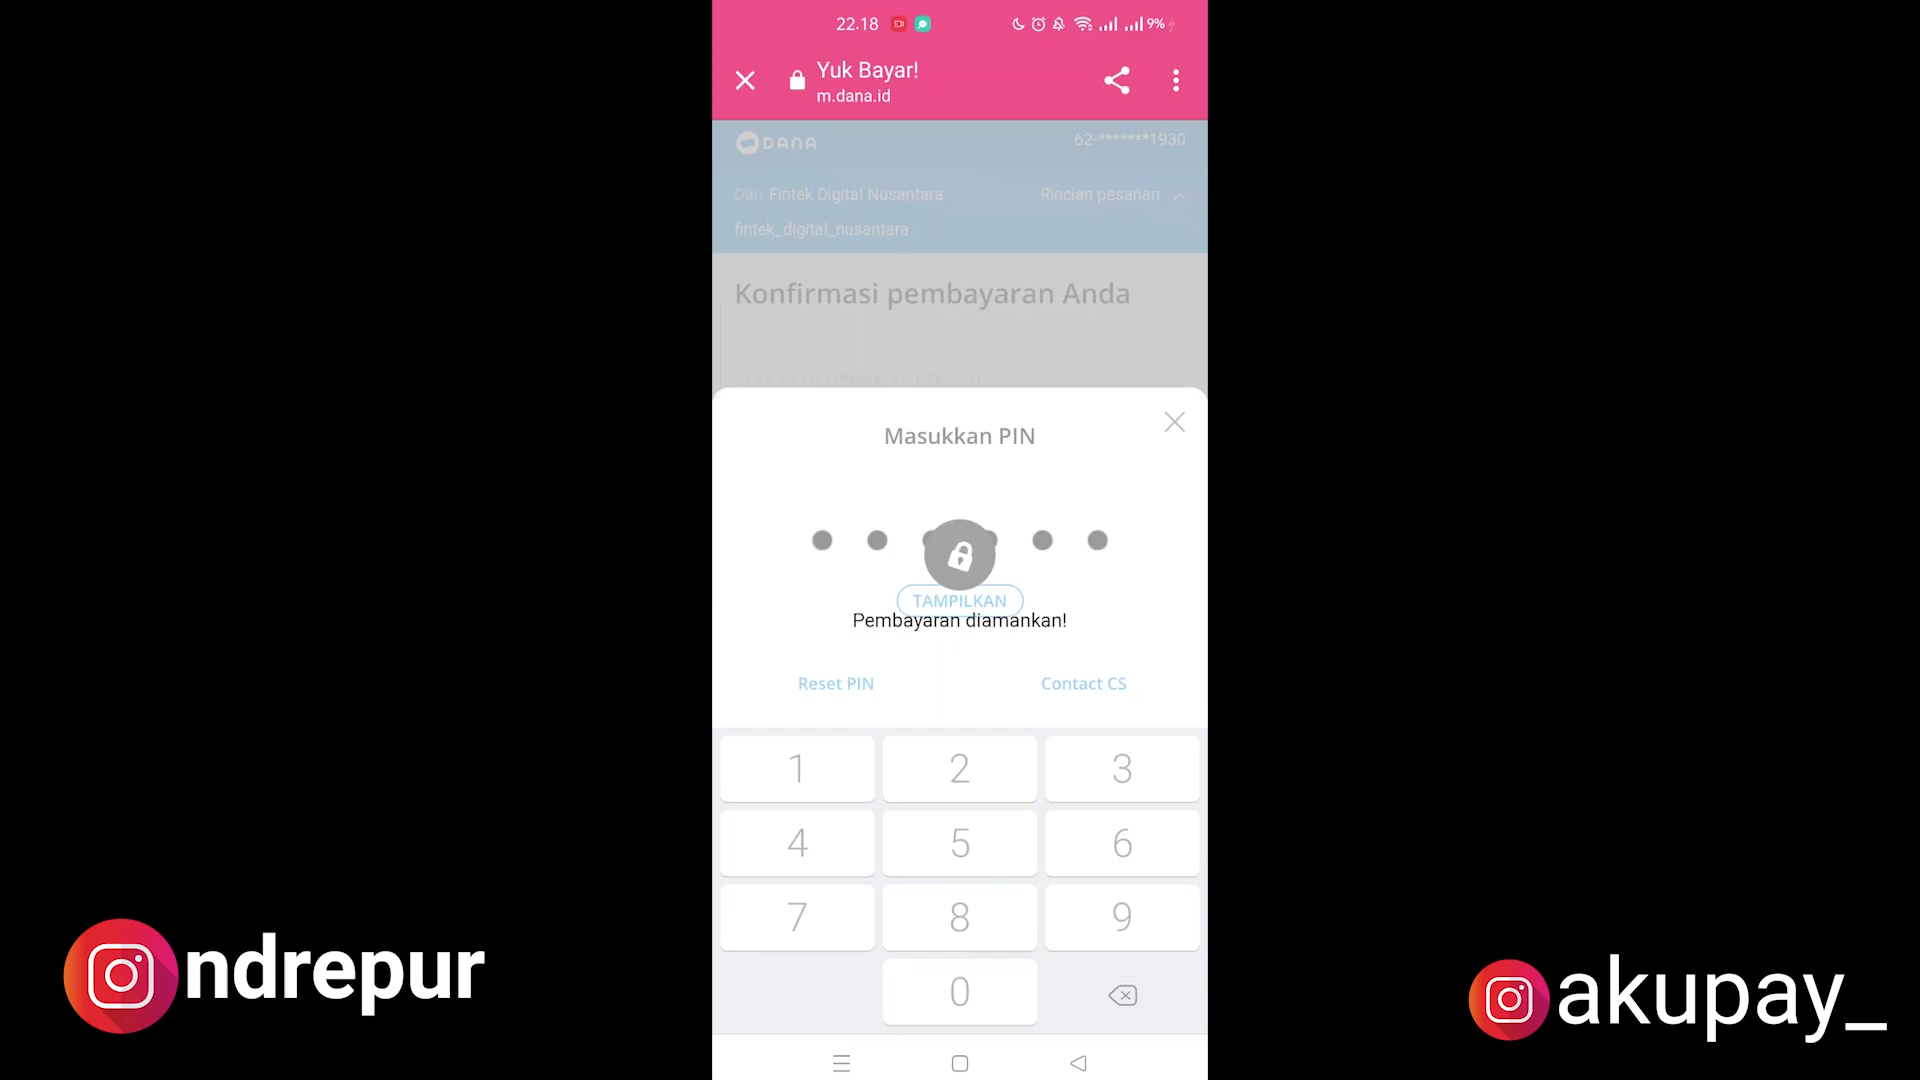 22.18
9%
Yuk Bayar!
m.dana.id
DANA
62-*******1930
Dari Fintek Digital Nusantara
Rincian pesanan
fintek_digital_nusantara
Konfirmasi pembayaran Anda
Masukkan PIN
TAMPILKAN
Pembayaran diamankan!
Reset PIN
Contact CS
1 2 3
4 5 6
7 8 9
0
ndrepur
akupay_